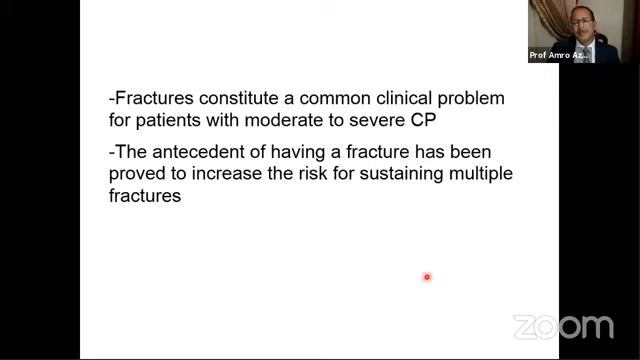 Prof Amro Az...
-Fractures constitute a common clinical problem
for patients with moderate to severe CP
-The antecedent of having a fracture has been
proved to increase the risk for sustaining multiple
fractures
zoom